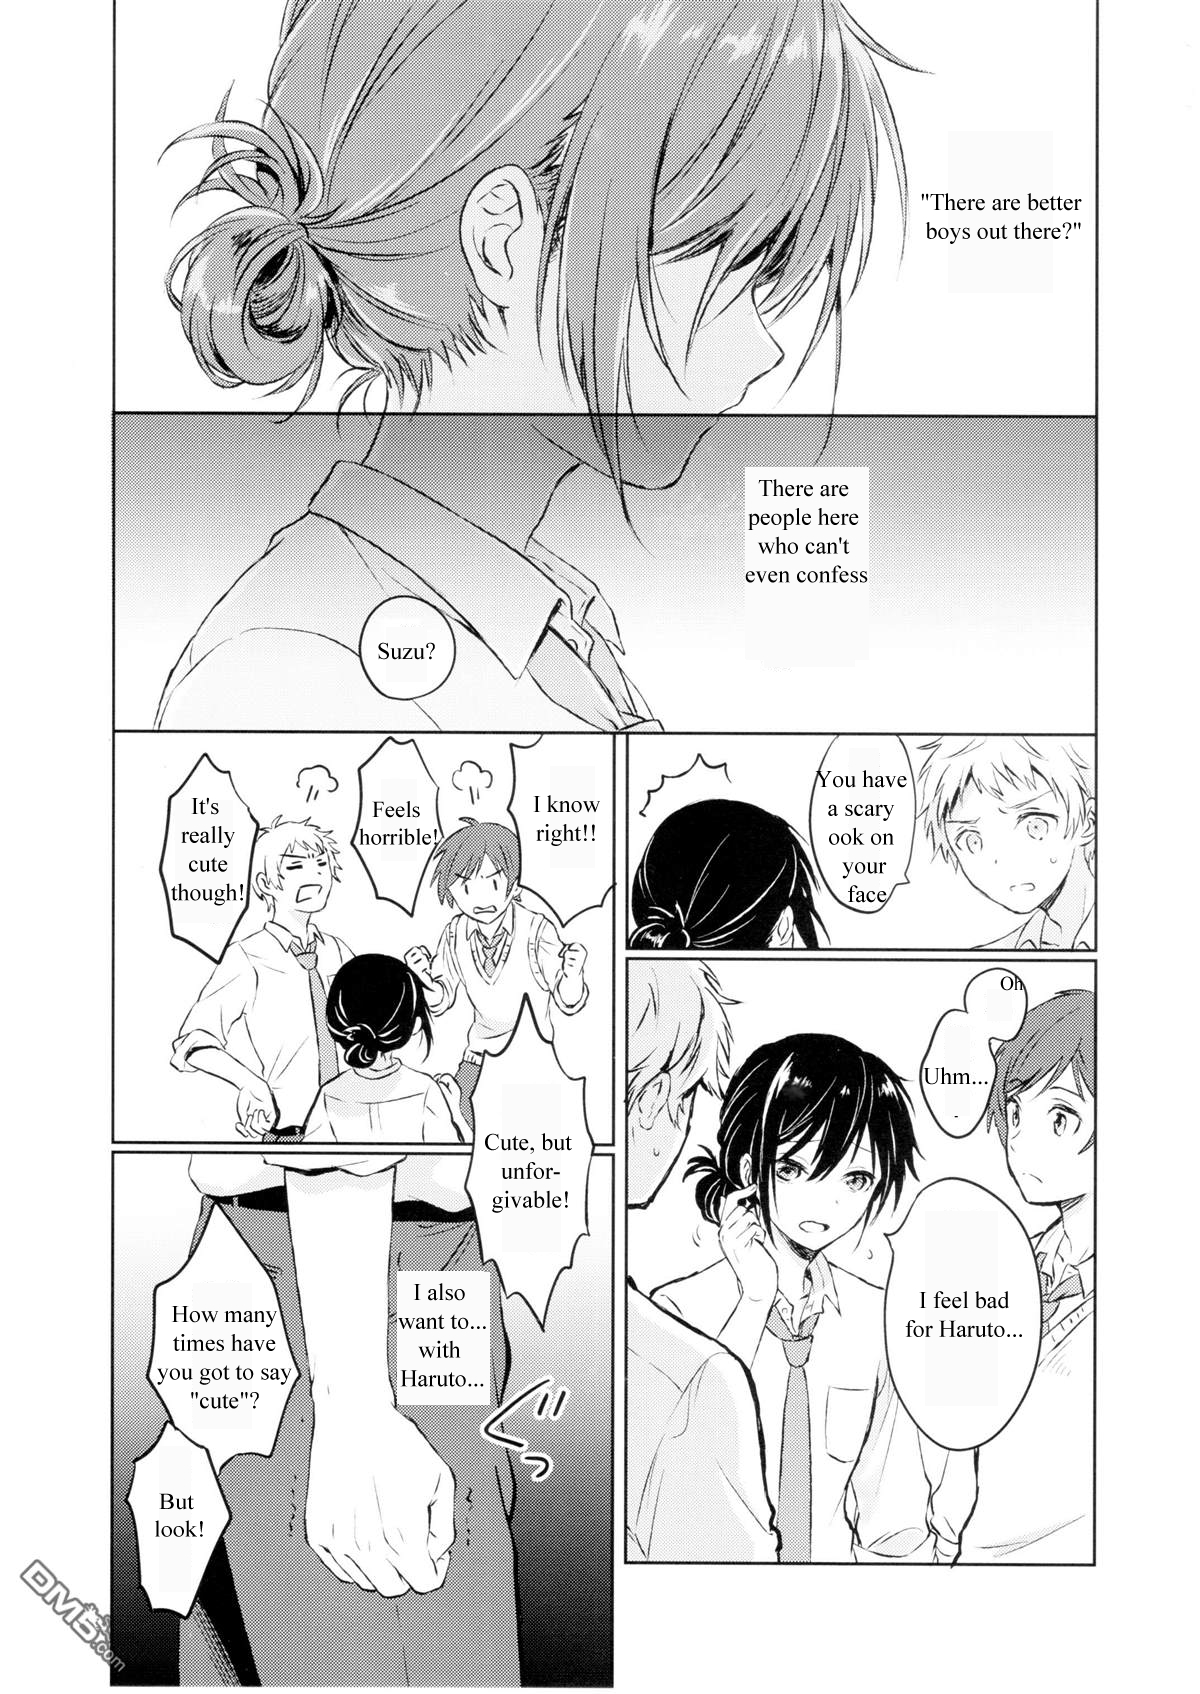 "There are better
boys out there?"
There are
people here
who can't
even confess
Suzu?
You have
a scary
ook on
your
face
Oh
Uhm...
I feel bad
for Haruto...
I know
right!!
Feels
horrible!
It's
really
cute
though!
Cute, but
unfor-
givable!
I also
want to...
with
Haruto...
How many
times have
you got to say
"cute"?
But
look!
ぐっ
DM5
.com